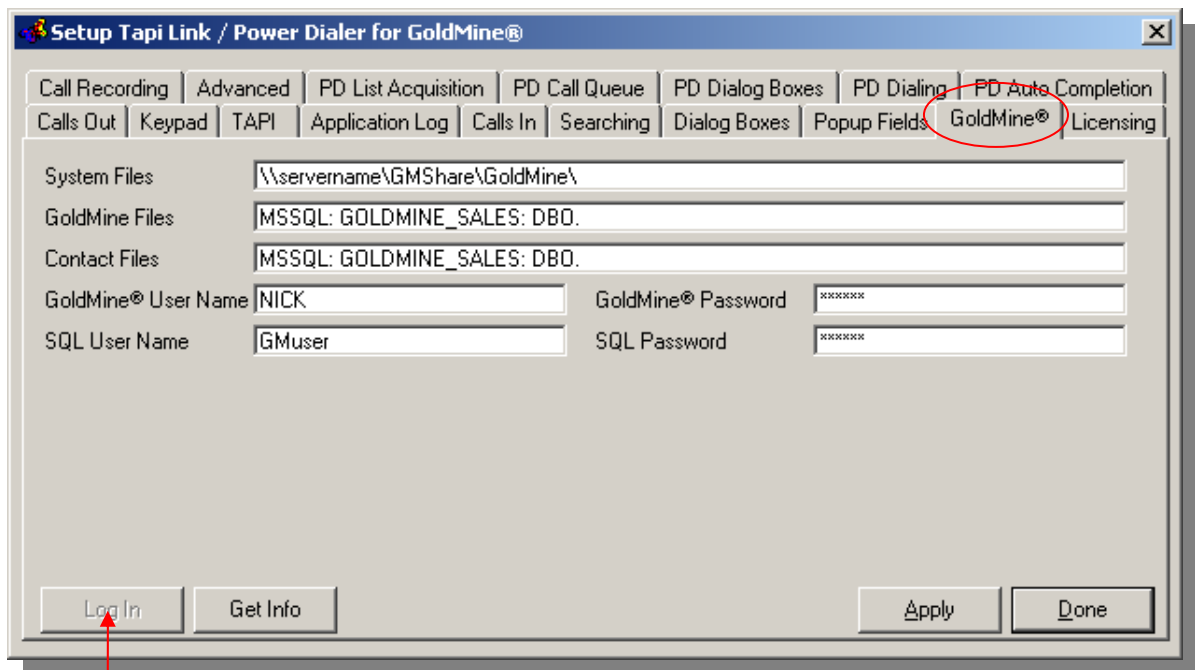 Setup Tapi Link / Power Dialer for GoldMine®
Call Recording Advanced PD List Acquisition PD Call Queue PD Dialog Boxes PD Dialing PD Auto Completion
Calls Out Keypad TAPI Application Log Calls In Searching Dialog Boxes Popup Fields GoldMine® Licensing
System Files \\servername\GMShare\GoldMine\
GoldMine Files MSSQL: GOLDMINE_SALES: DBO.
Contact Files MSSQL: GOLDMINE_SALES: DBO.
GoldMine® User Name NICK GoldMine® Password ××××××
SQL User Name GMuser SQL Password ××××××
Log In Get Info Apply Done